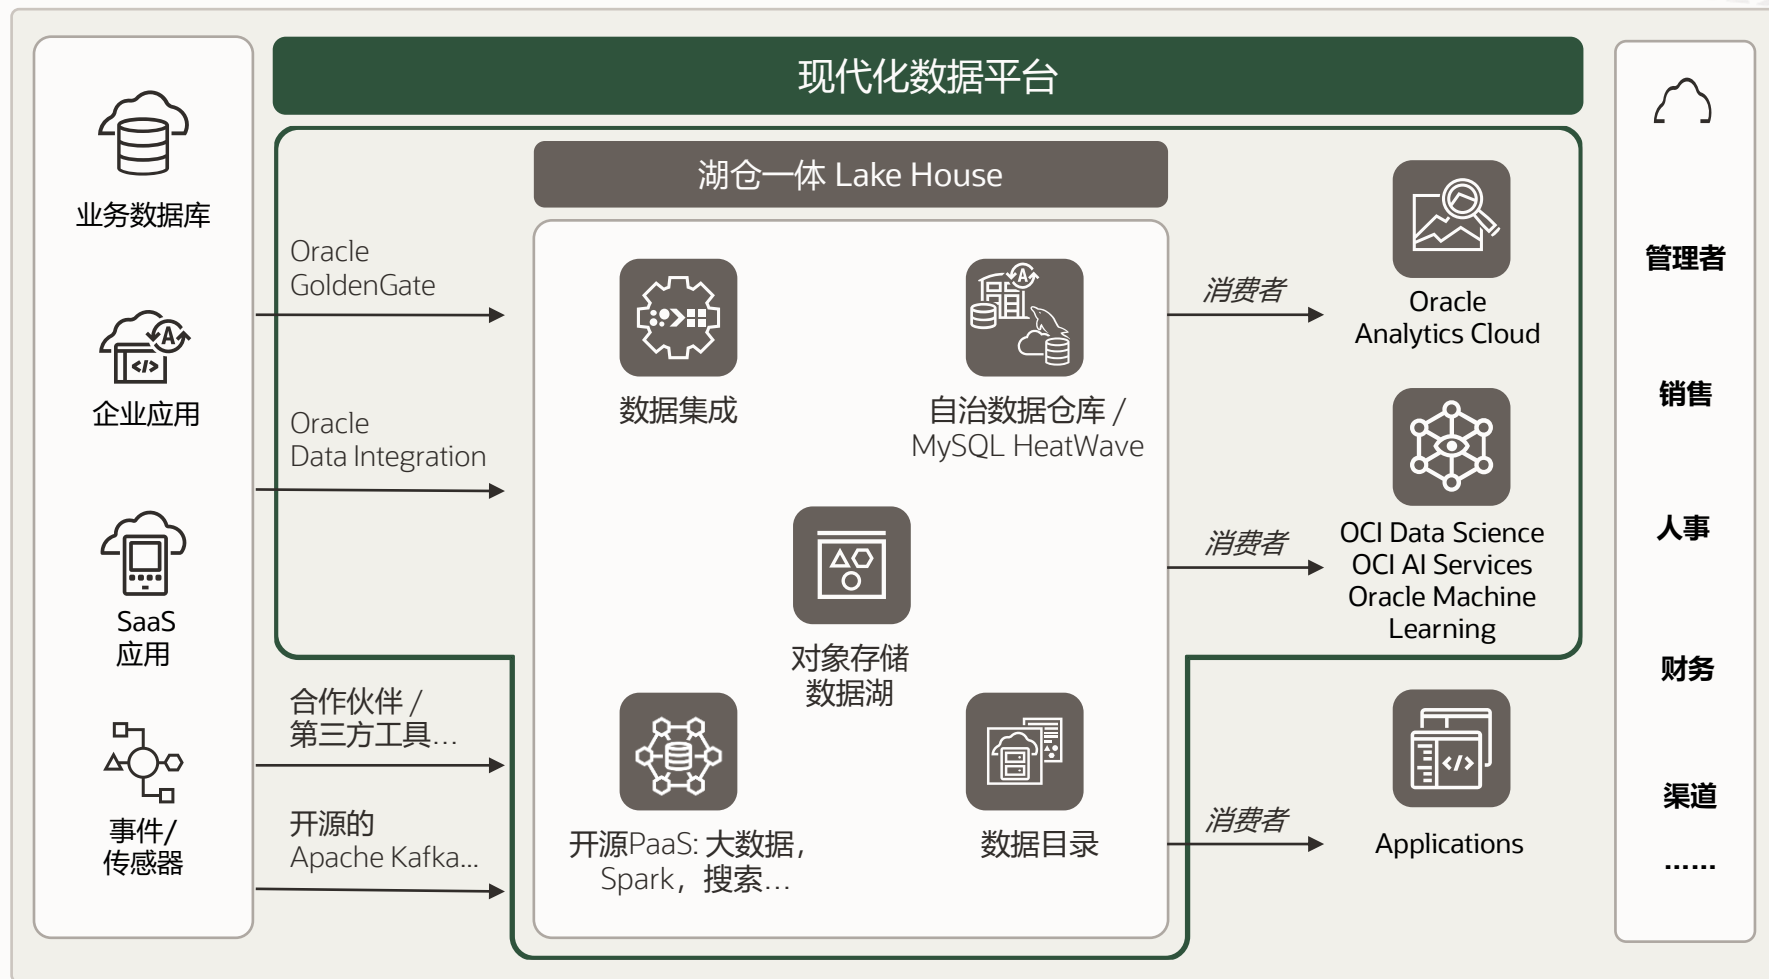 现代化数据平台
业务数据库
企业应用
SaaS
应用
事件/
传感器
Oracle
GoldenGate
Oracle
Data Integration
合作伙伴 /
第三方工具...
开源的
Apache Kafka...
湖仓一体 Lake House
数据集成
自治数据仓库 /
MySQL HeatWave
对象存储
数据湖
开源PaaS: 大数据,
Spark，搜索...
数据目录
消费者
Oracle
Analytics Cloud
消费者
OCI Data Science
OCI AI Services
Oracle Machine
Learning
消费者
Applications
管理者
销售
人事
财务
渠道
......